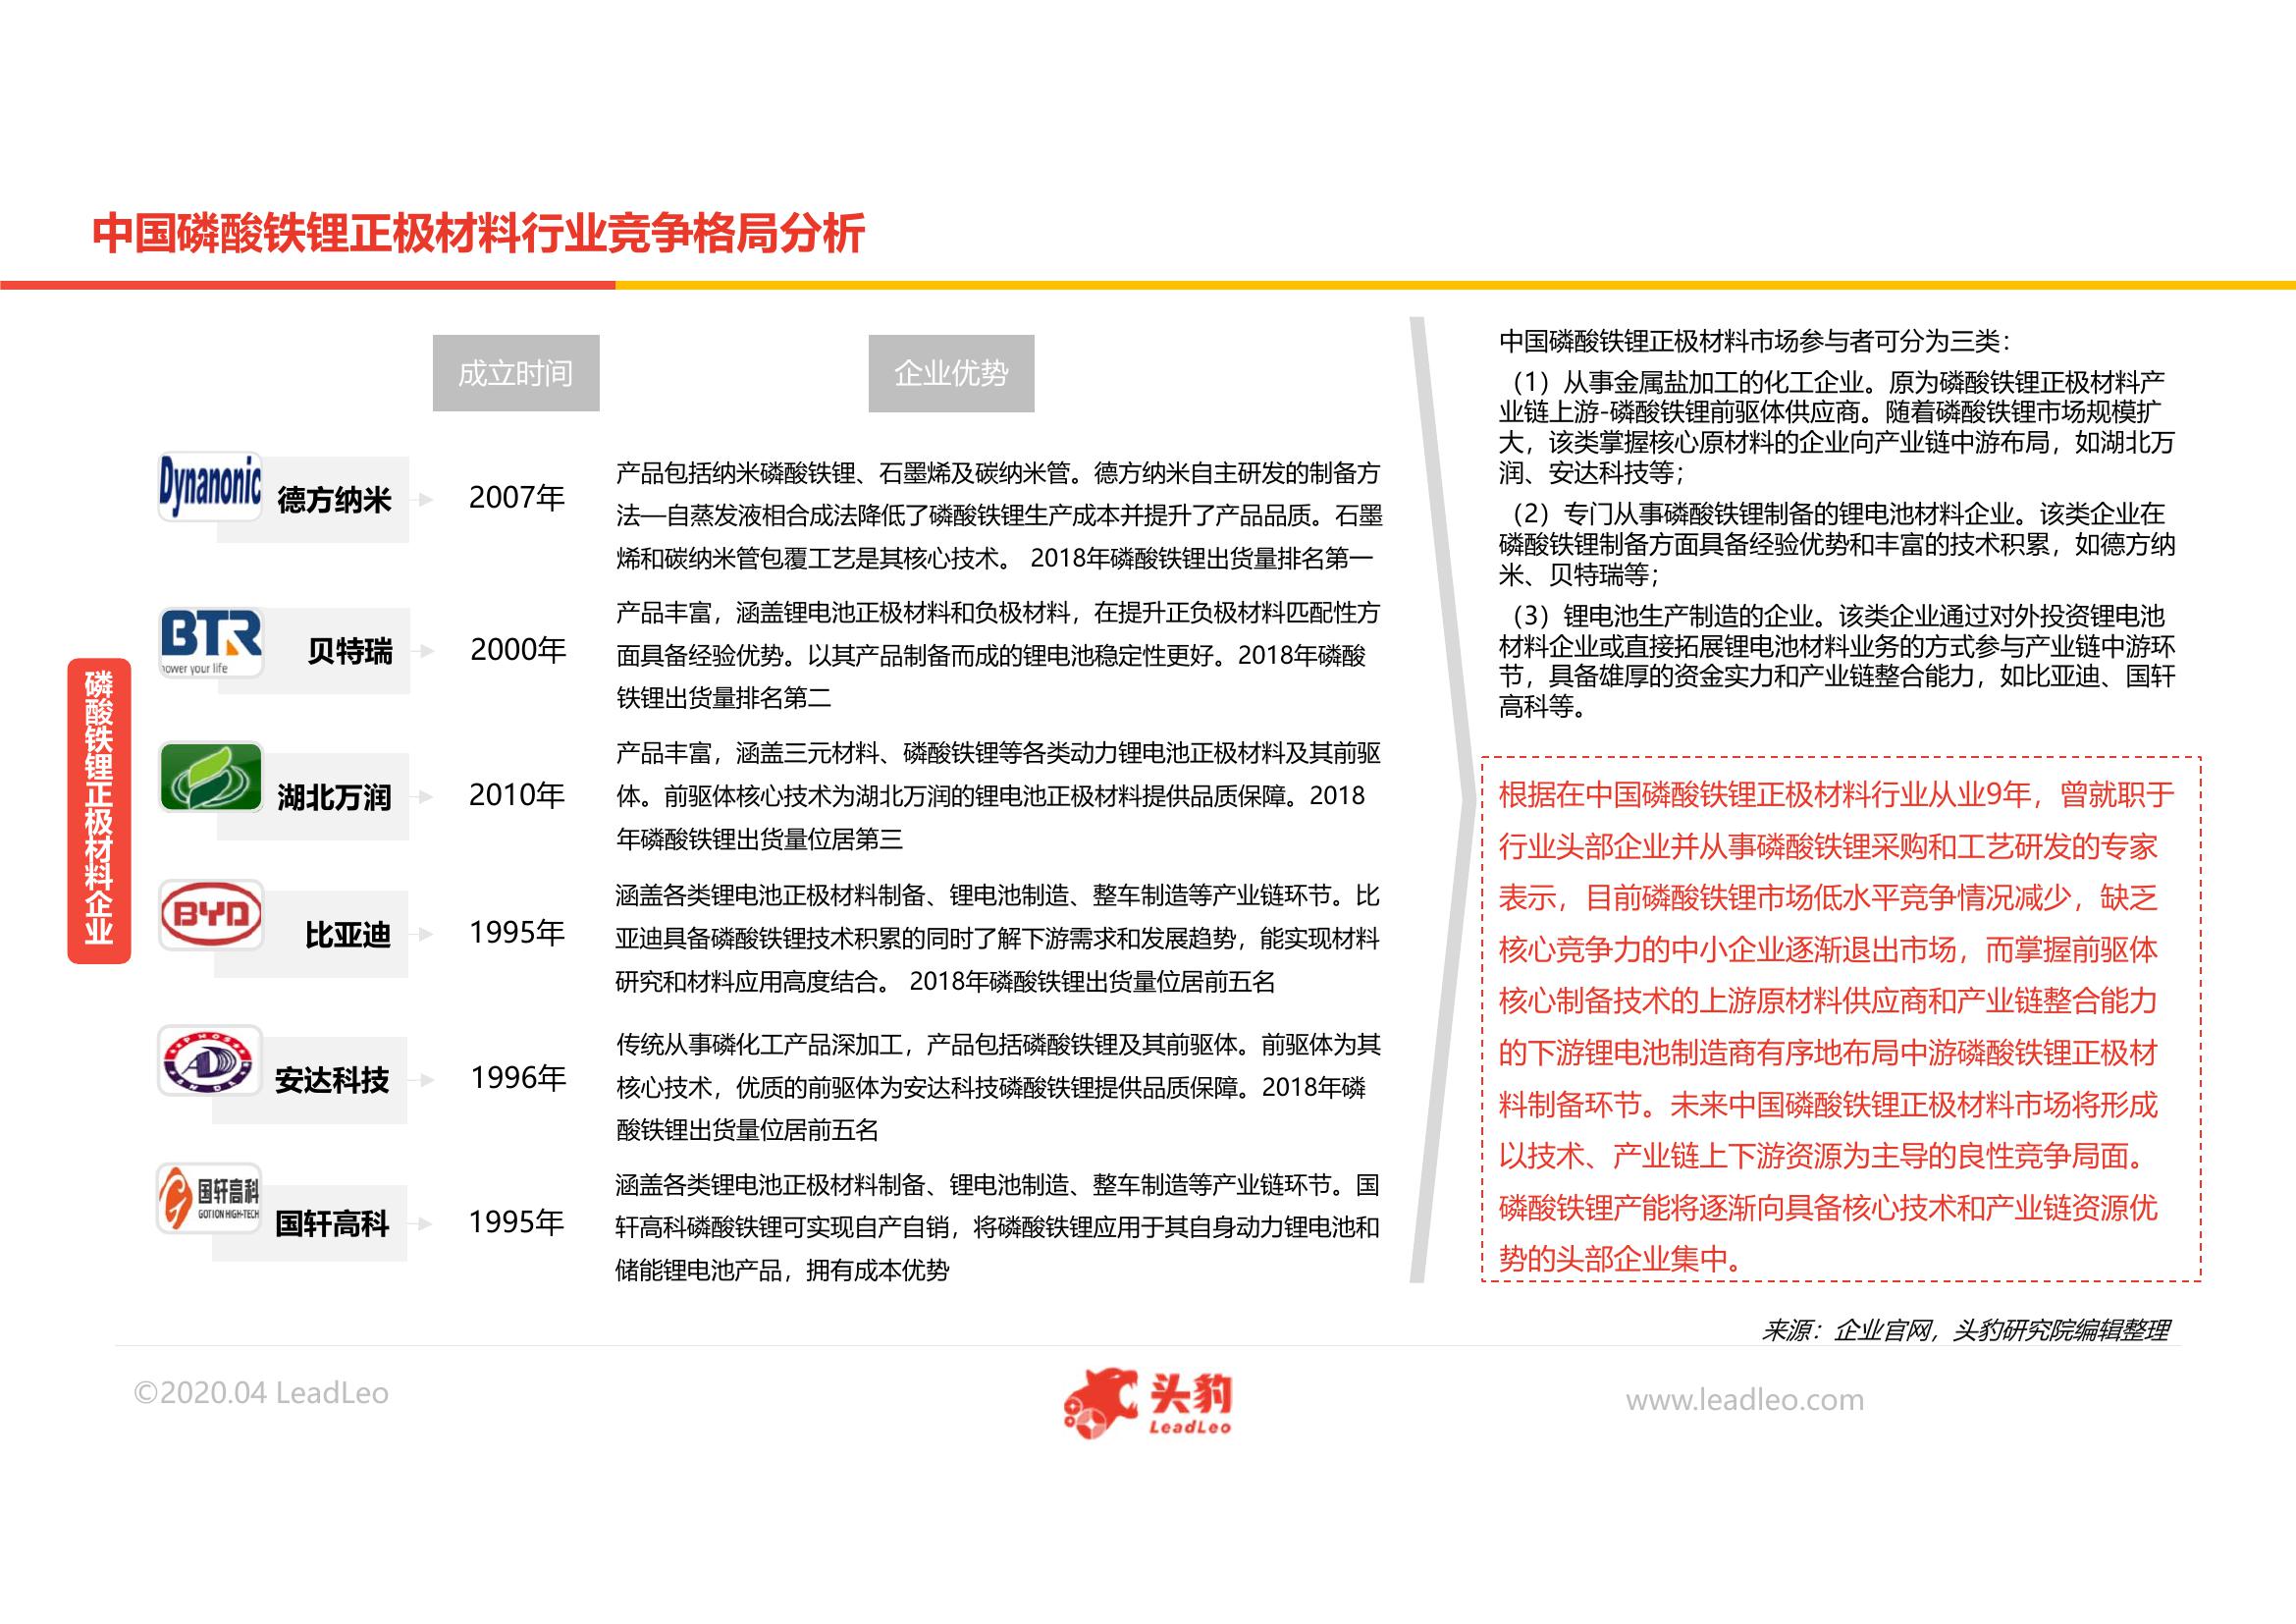 中国磷酸铁锂正极材料行业竞争格局分析
成立时间
企业优势
磷酸铁锂正极材料企业
Dynanonic
德方纳米
2007年
产品包括纳米磷酸铁锂、石墨烯及碳纳米管。德方纳米自主研发的制备方
法—自蒸发液相合成法降低了磷酸铁锂生产成本并提升了产品品质。石墨
烯和碳纳米管包覆工艺是其核心技术。 2018年磷酸铁锂出货量排名第一
BTR
power your life
贝特瑞
2000年
产品丰富，涵盖锂电池正极材料和负极材料，在提升正负极材料匹配性方
面具备经验优势。以其产品制备而成的锂电池稳定性更好。2018年磷酸
铁锂出货量排名第二
湖北万润
2010年
产品丰富，涵盖三元材料、磷酸铁锂等各类动力锂电池正极材料及其前驱
体。前驱体核心技术为湖北万润的锂电池正极材料提供品质保障。2018
年磷酸铁锂出货量位居第三
BYD
比亚迪
1995年
涵盖各类锂电池正极材料制备、锂电池制造、整车制造等产业链环节。比
亚迪具备磷酸铁锂技术积累的同时了解下游需求和发展趋势，能实现材料
研究和材料应用高度结合。 2018年磷酸铁锂出货量位居前五名
安达科技
1996年
传统从事磷化工产品深加工，产品包括磷酸铁锂及其前驱体。前驱体为其
核心技术，优质的前驱体为安达科技磷酸铁锂提供品质保障。2018年磷
酸铁锂出货量位居前五名
国轩高科
GOTION HIGH-TECH
国轩高科
1995年
涵盖各类锂电池正极材料制备、锂电池制造、整车制造等产业链环节。国
轩高科磷酸铁锂可实现自产自销，将磷酸铁锂应用于其自身动力锂电池和
储能锂电池产品，拥有成本优势
中国磷酸铁锂正极材料市场参与者可分为三类：
（1）从事金属盐加工的化工企业。原为磷酸铁锂正极材料产
业链上游-磷酸铁锂前驱体供应商。随着磷酸铁锂市场规模扩
大，该类掌握核心原材料的企业向产业链中游布局，如湖北万
润、安达科技等；
（2）专门从事磷酸铁锂制备的锂电池材料企业。该类企业在
磷酸铁锂制备方面具备经验优势和丰富的技术积累，如德方纳
米、贝特瑞等；
（3）锂电池生产制造的企业。该类企业通过对外投资锂电池
材料企业或直接拓展锂电池材料业务的方式参与产业链中游环
节，具备雄厚的资金实力和产业链整合能力，如比亚迪、国轩
高科等。
根据在中国磷酸铁锂正极材料行业从业9年，曾就职于
行业头部企业并从事磷酸铁锂采购和工艺研发的专家
表示，目前磷酸铁锂市场低水平竞争情况减少，缺乏
核心竞争力的中小企业逐渐退出市场，而掌握前驱体
核心制备技术的上游原材料供应商和产业链整合能力
的下游锂电池制造商有序地布局中游磷酸铁锂正极材
料制备环节。未来中国磷酸铁锂正极材料市场将形成
以技术、产业链上下游资源为主导的良性竞争局面。
磷酸铁锂产能将逐渐向具备核心技术和产业链资源优
势的头部企业集中。
来源：企业官网，头豹研究院编辑整理
©2020.04 LeadLeo
头豹
LeadLeo
www.leadleo.com